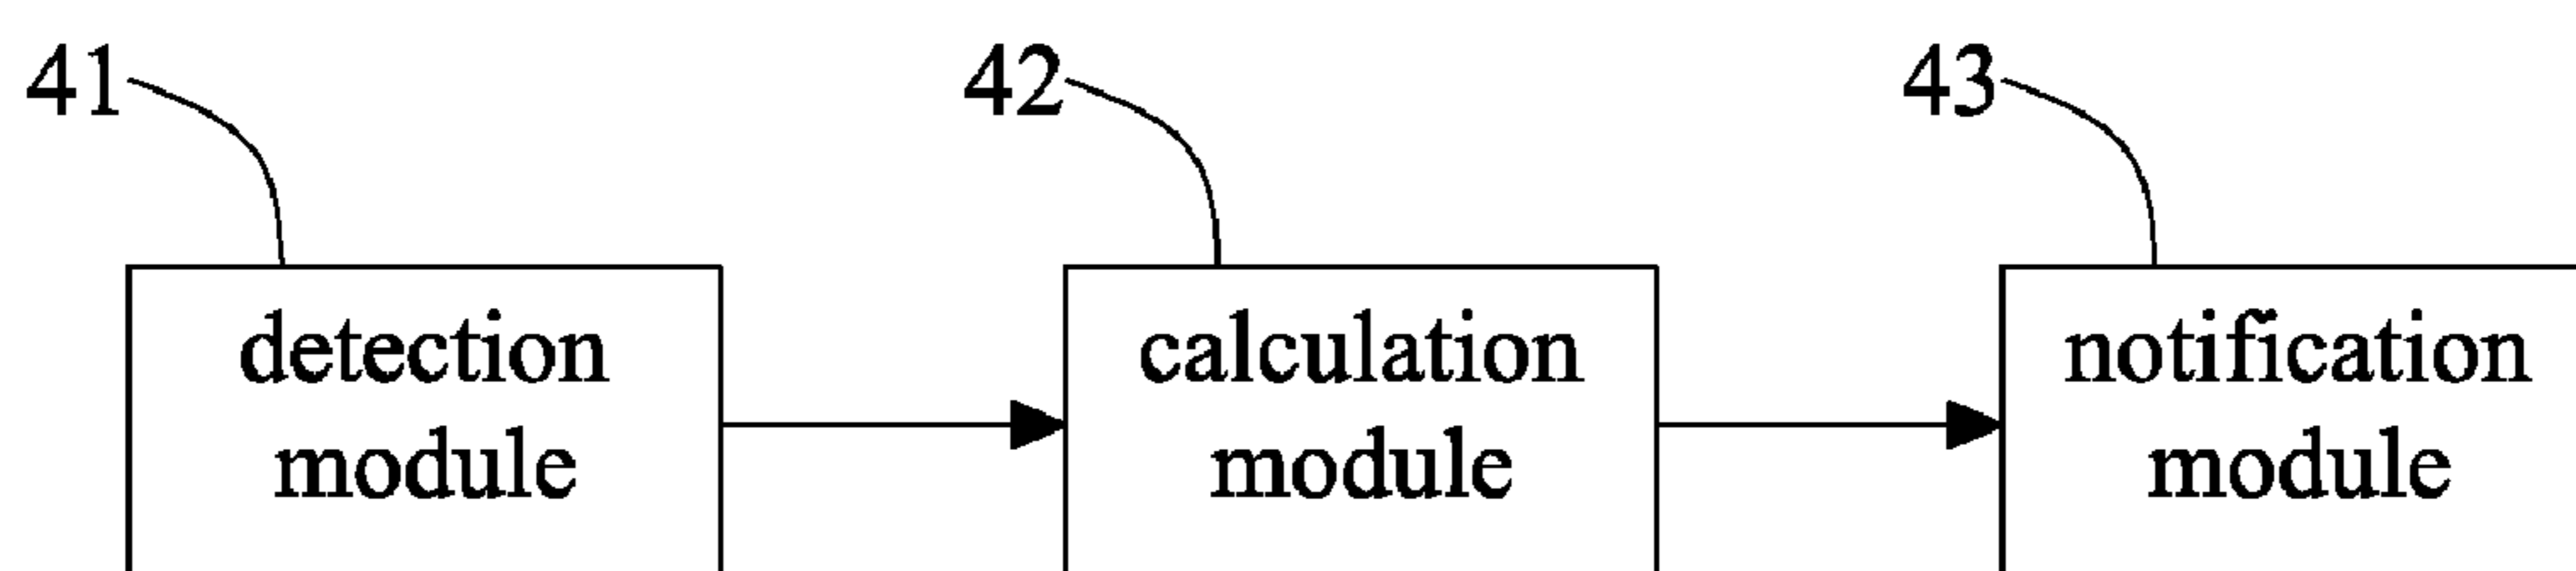 41
42
43
detection
module
calculation
module
notification
module